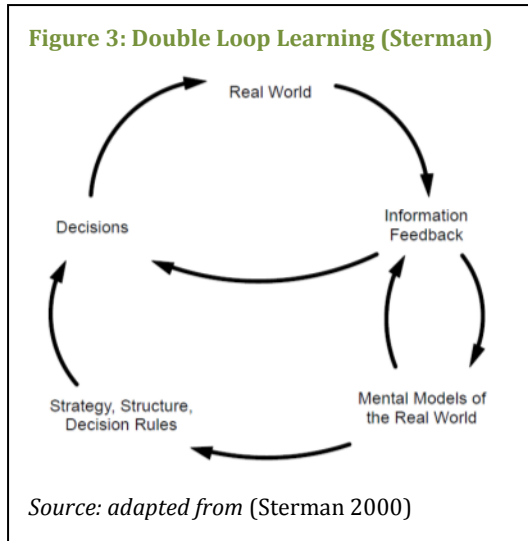 Figure 3: Double Loop Learning (Sterman)
Real World
Decisions
Information
Feedback
Strategy, Structure,
Decision Rules
Mental Models of
the Real World
Source: adapted from (Sterman 2000)